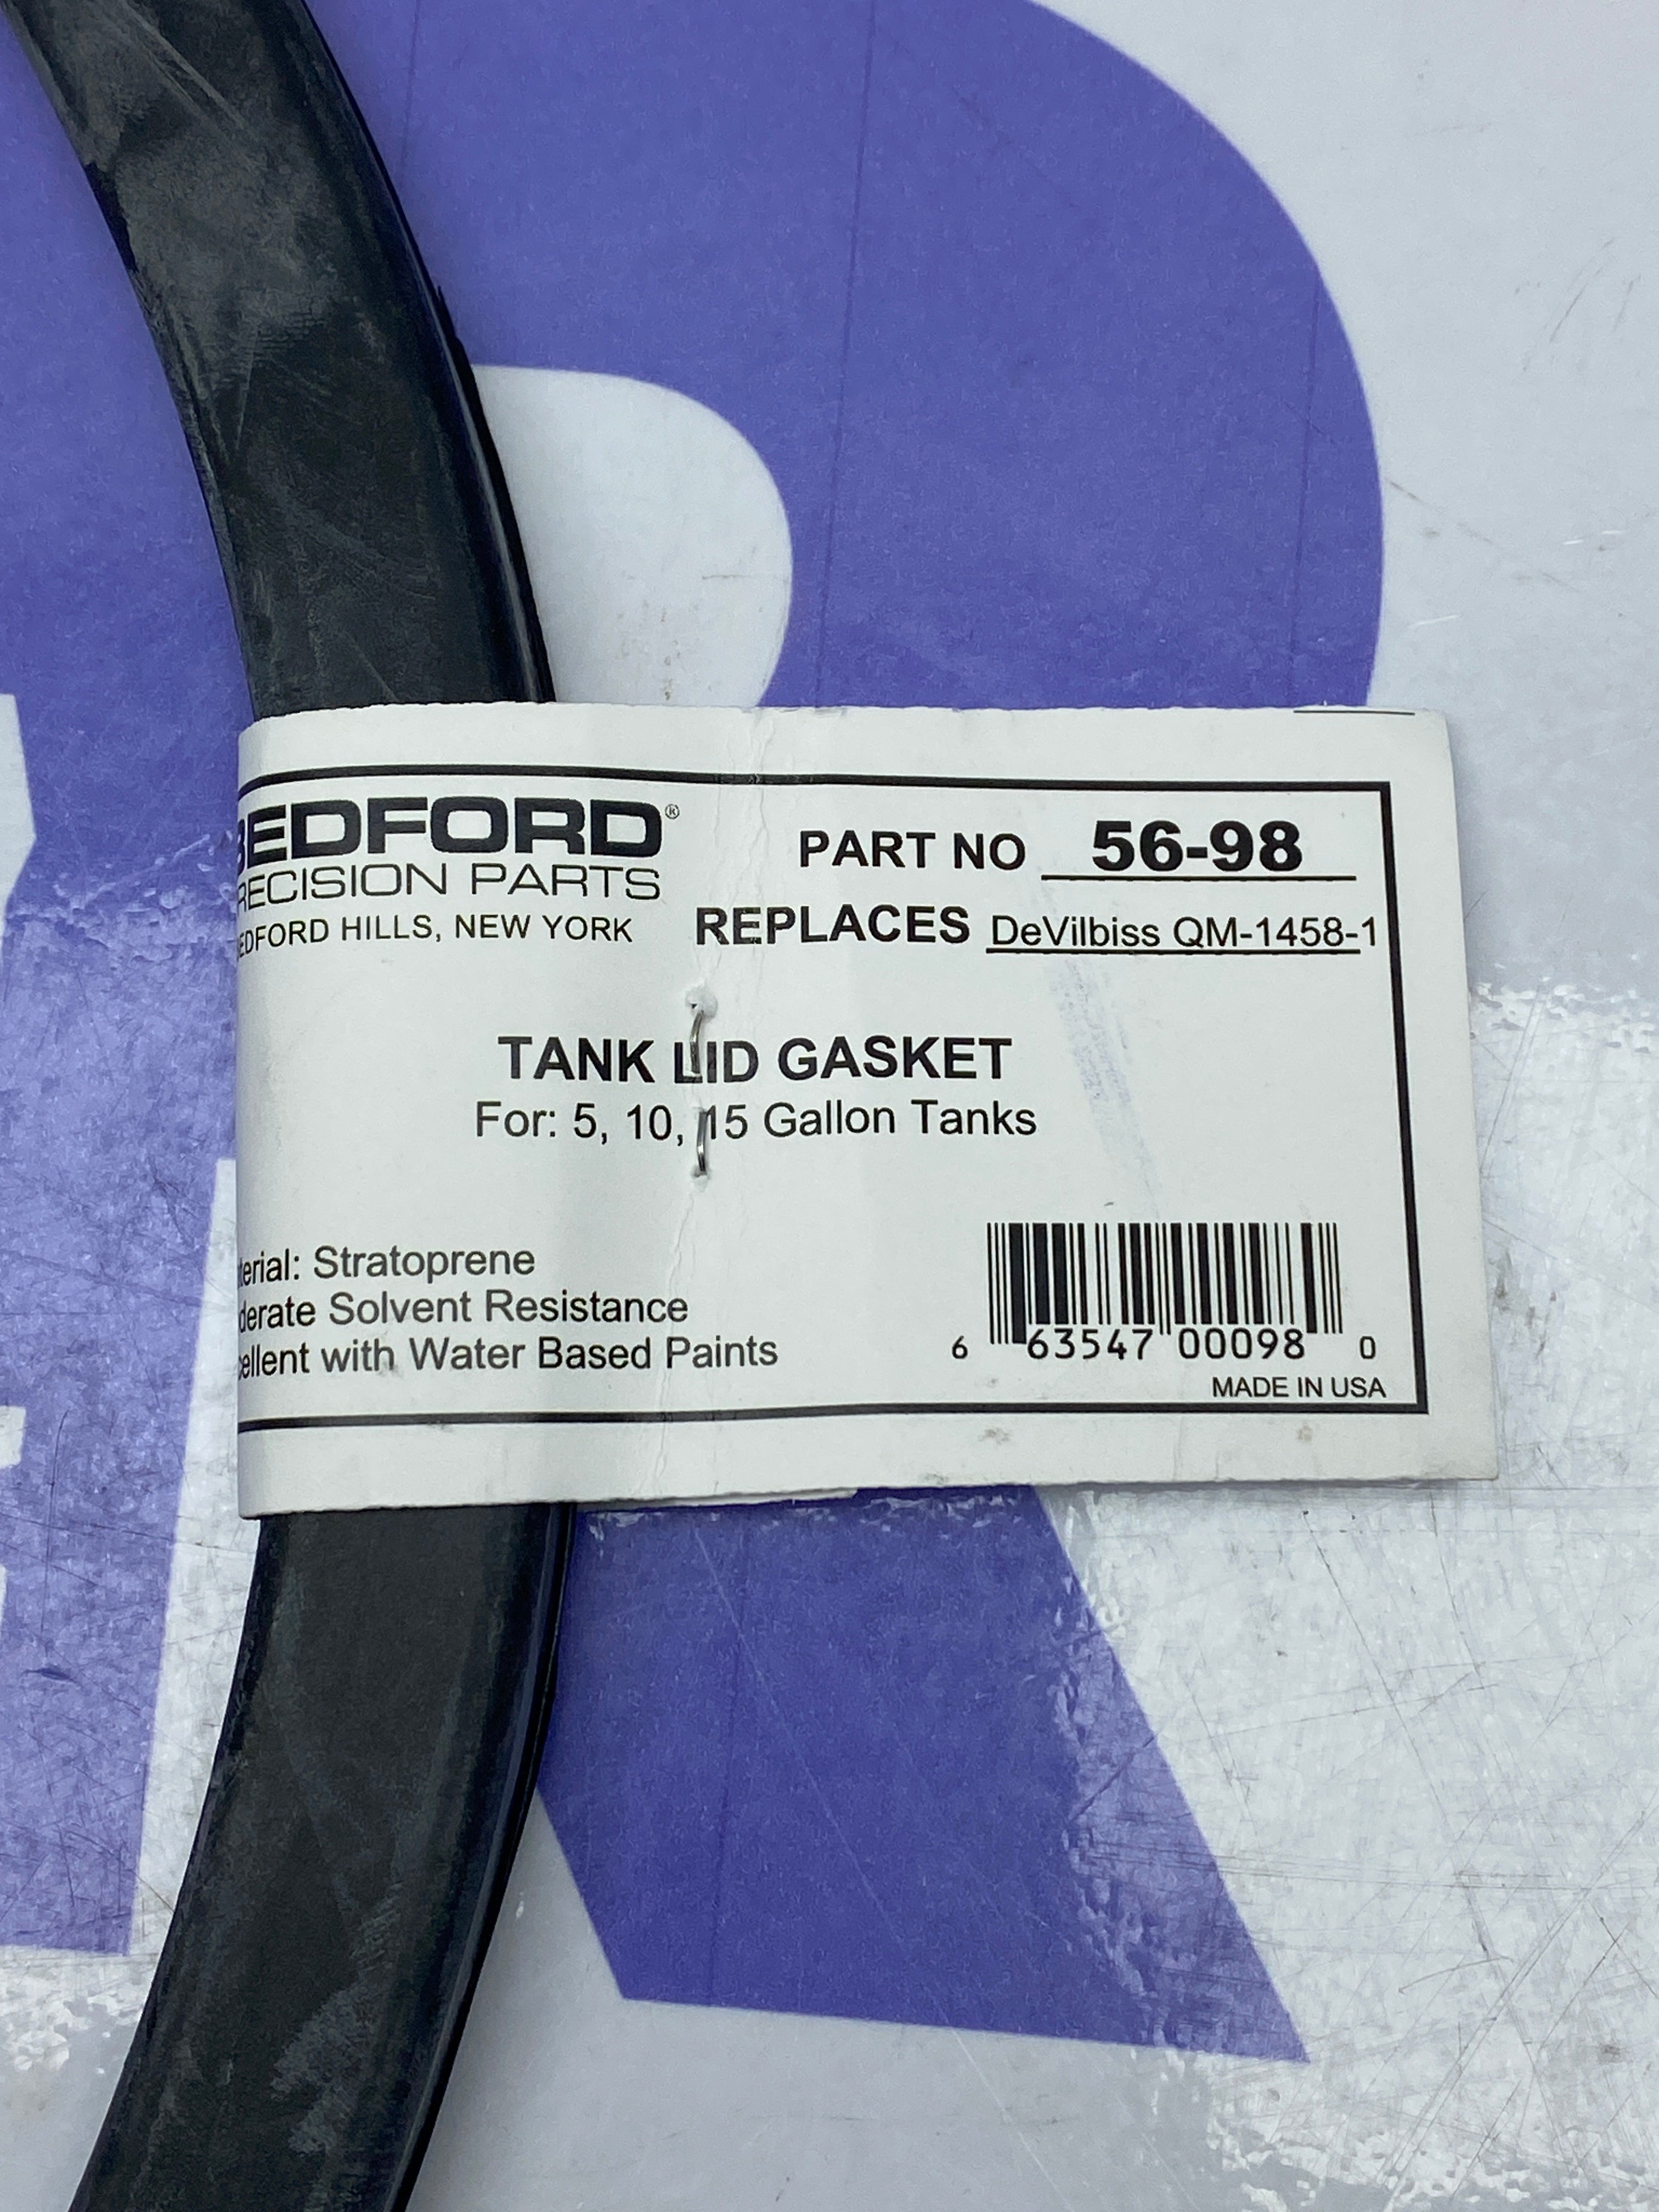 BEDFORD®
PRECISION PARTS
BEDFORD HILLS, NEW YORK
PART NO 56-98
REPLACES DeVilbiss QM-1458-1
TANK LID GASKET
For: 5, 10, 15 Gallon Tanks
terial: Stratoprene
derate Solvent Resistance
cellent with Water Based Paints
6 63547 00098 0
MADE IN USA
R